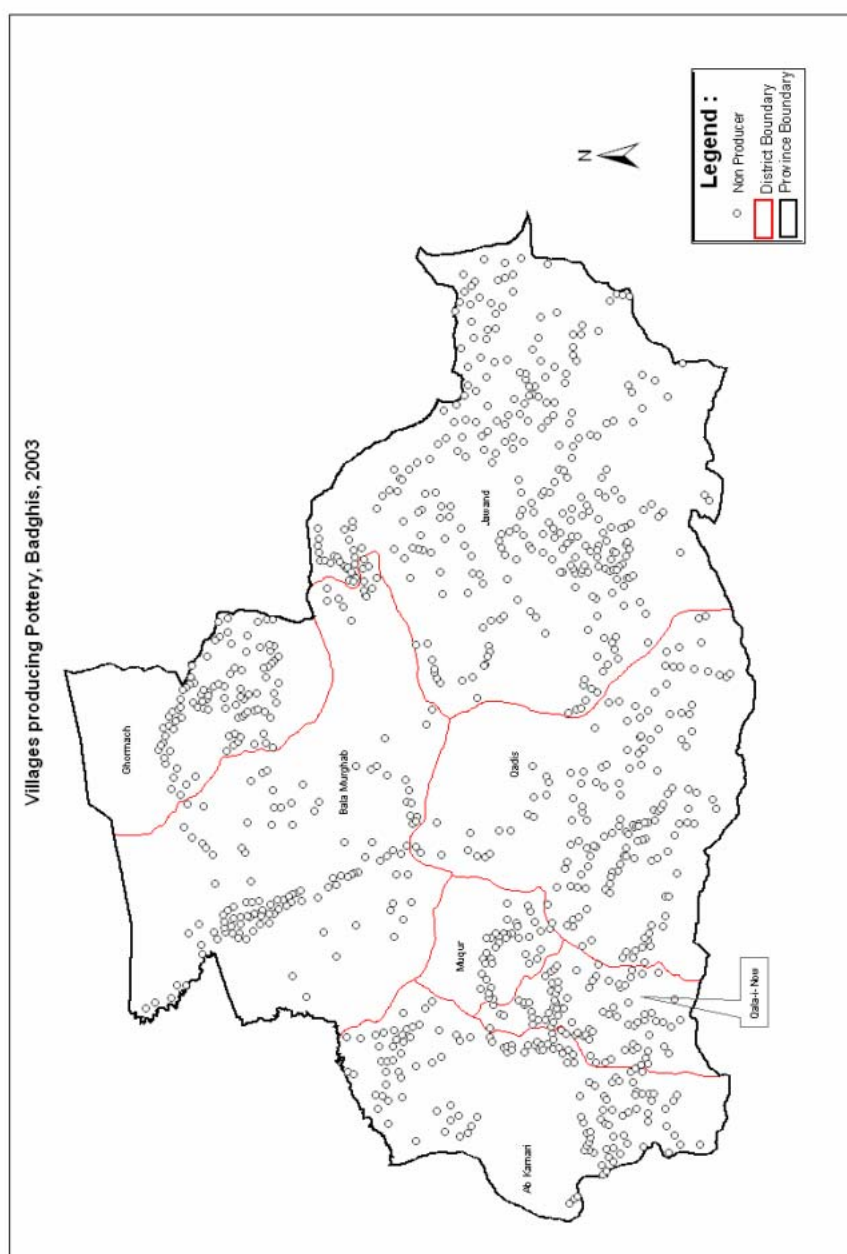 Villages producing Pottery, Badghis, 2003
Ghormach
Bala Murghab
Jawand
Qadis
Muqur
Ab Kamari
Qala-i- Now
N
Legend :
Non Producer
District Boundary
Province Boundary